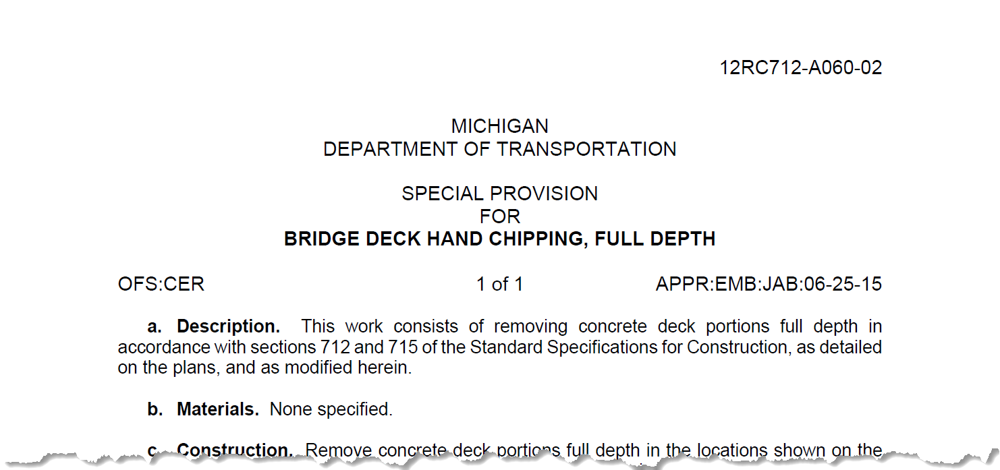 12RC712-A060-02
MICHIGAN
DEPARTMENT OF TRANSPORTATION
SPECIAL PROVISION
FOR
BRIDGE DECK HAND CHIPPING, FULL DEPTH
OFS:CER 1 of 1 APPR:EMB:JAB:06-25-15
a. Description. This work consists of removing concrete deck portions full depth in
accordance with sections 712 and 715 of the Standard Specifications for Construction, as detailed
on the plans, and as modified herein.
b. Materials. None specified.
c. Construction. Remove concrete deck portions full depth in the locations shown on the